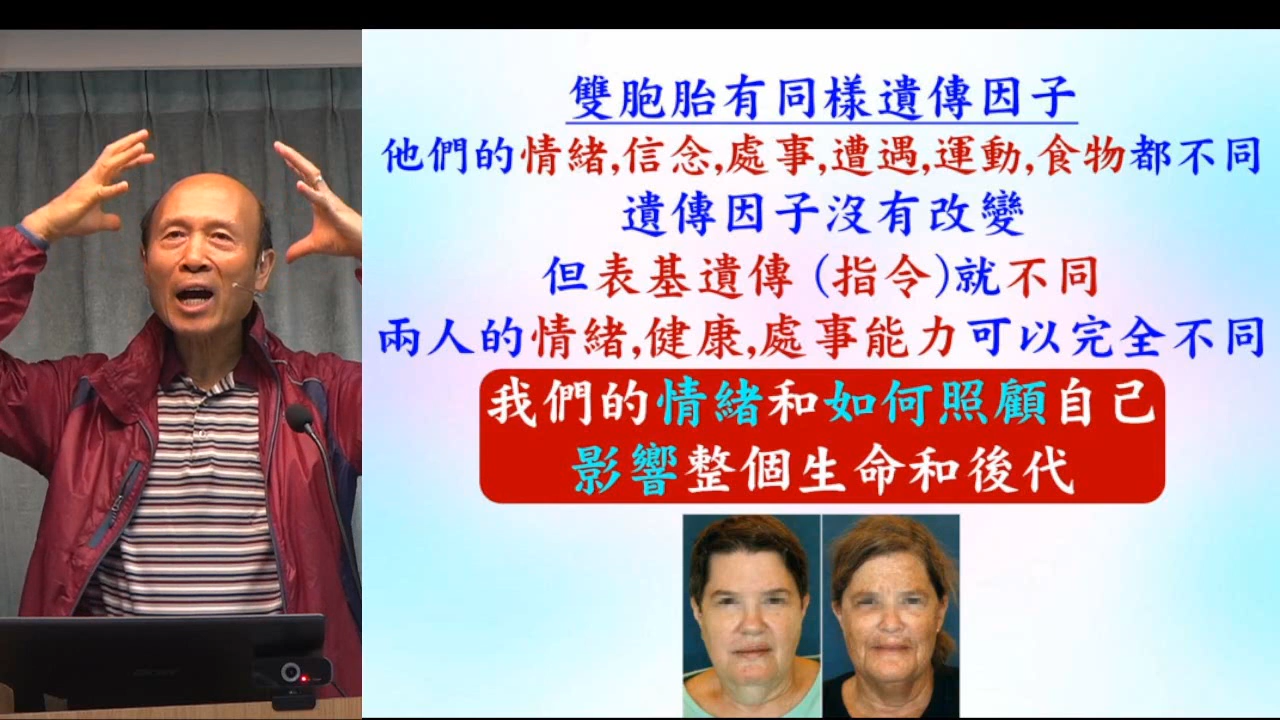 雙胞胎有同樣遺傳因子
他們的情緒,信念,處事,遭遇,運動,食物都不同
遺傳因子沒有改變
但表基遺傳 (指令)就不同
兩人的情緒,健康,處事能力可以完全不同
我們的情緒和如何照顧自己
影響整個生命和後代